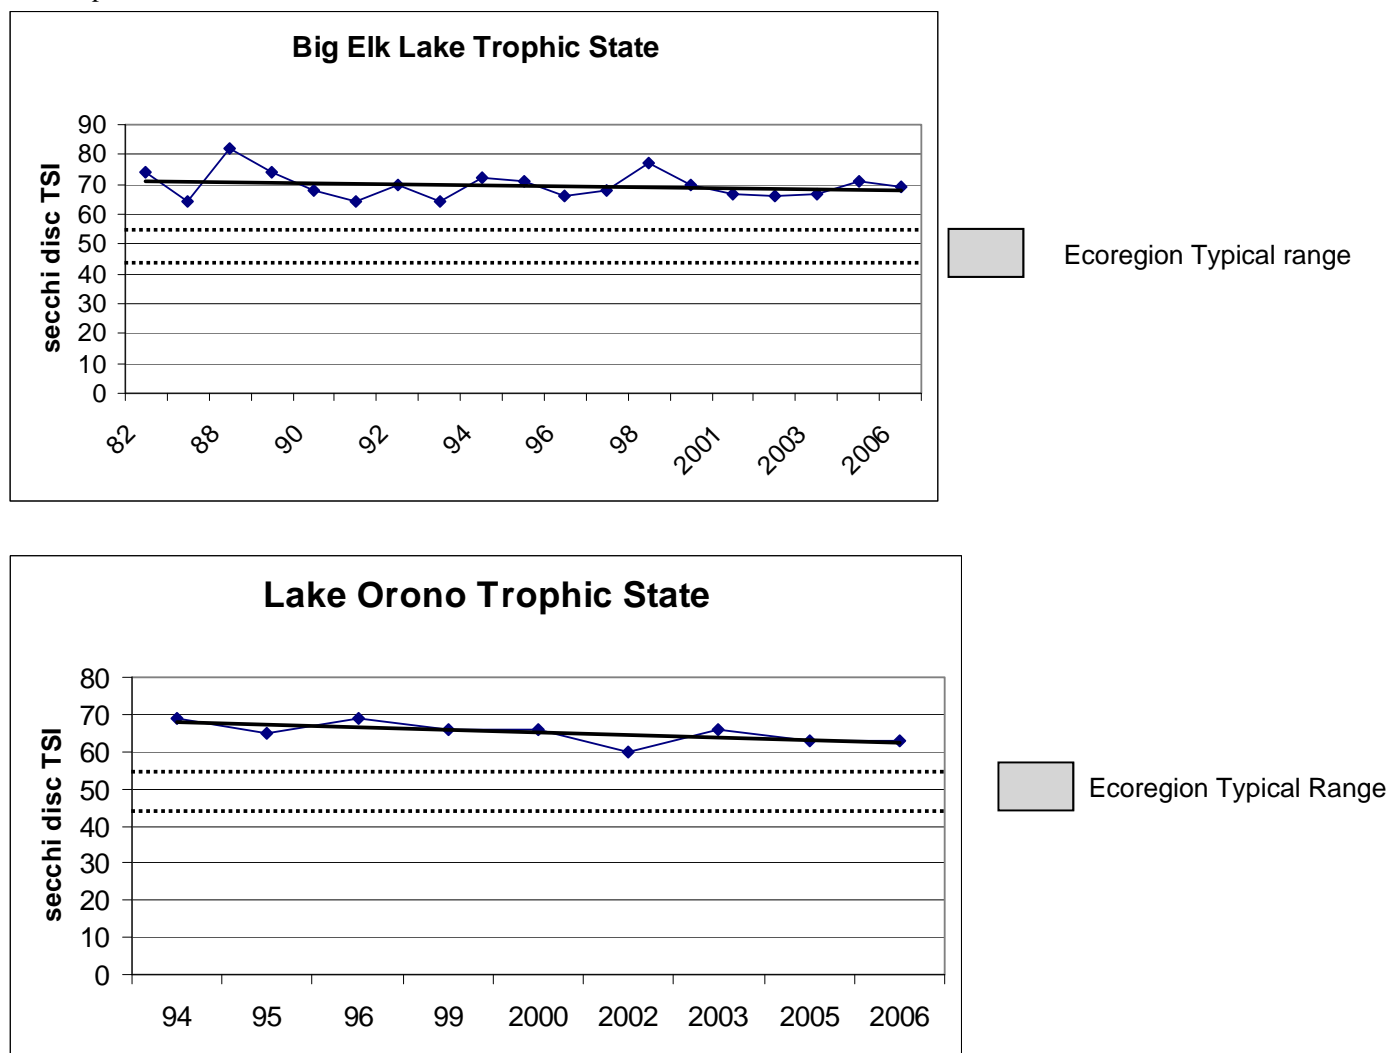 Big Elk Lake Trophic State
90
80
70
60
50
40
30
20
10
0
secchi disc TSI
82 88 90 92 94 96 98 2001 2003 2006
Ecoregion Typical range
Lake Orono Trophic State
80
70
60
50
40
30
20
10
0
secchi disc TSI
94 95 96 99 2000 2002 2003 2005 2006
Ecoregion Typical Range